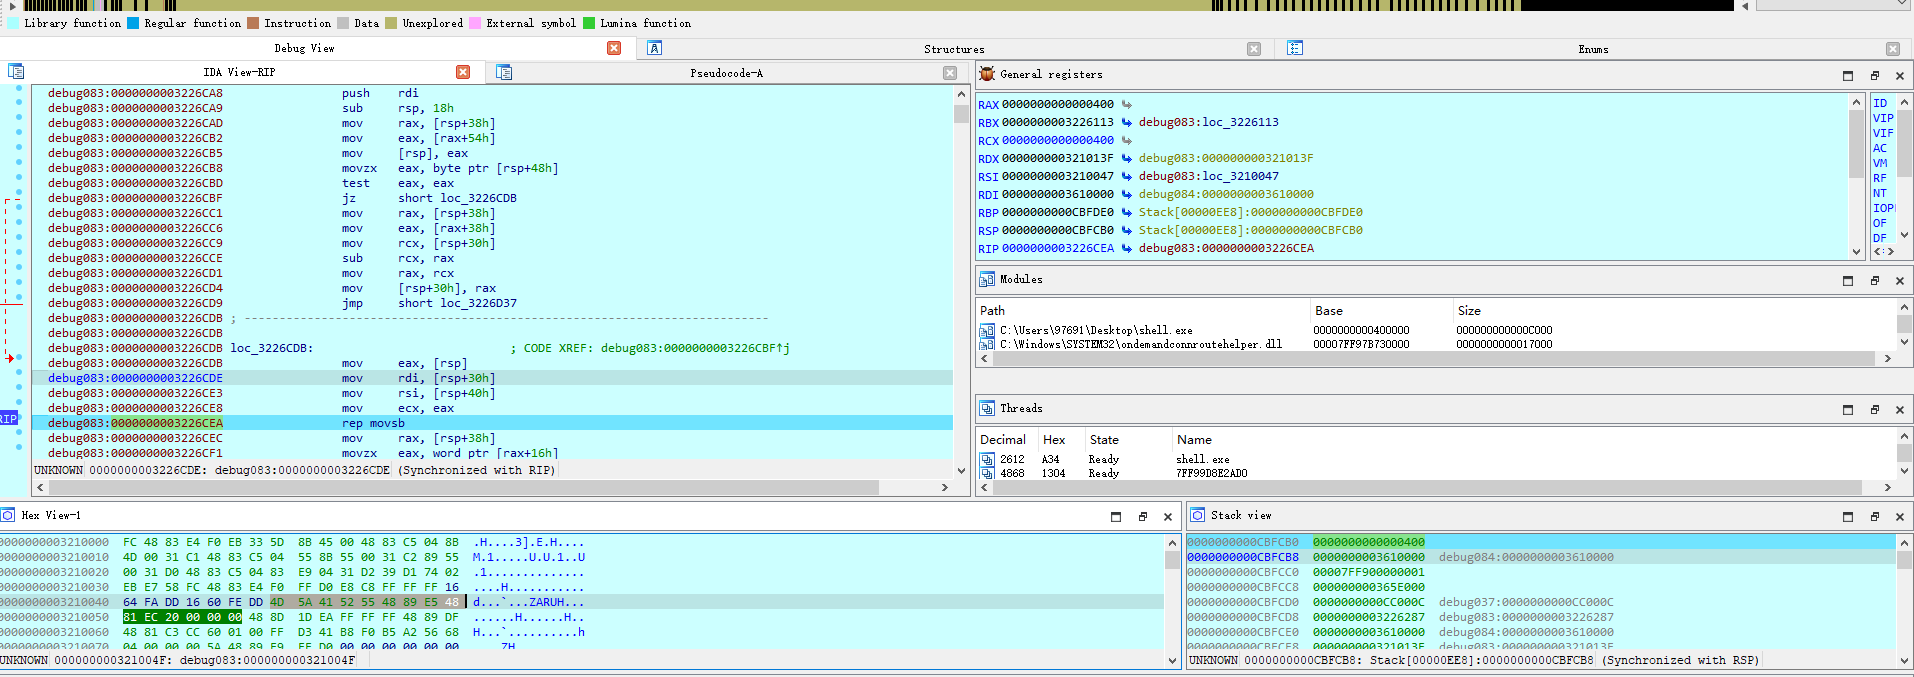 Library function Regular function Instruction Data Unexplored External symbol Lumina function
Debug View Structures Enums
IDA View-RIP Pseudocode-A
debug083:0000000003226CA8 push rdi
debug083:0000000003226CA9 sub rsp, 18h
debug083:0000000003226CAD mov rax, [rsp+38h]
debug083:0000000003226CB2 mov eax, [rax+54h]
debug083:0000000003226CB5 mov [rsp], eax
debug083:0000000003226CB8 movzx eax, byte ptr [rsp+48h]
debug083:0000000003226CBD test eax, eax
debug083:0000000003226CBF jz short loc_3226CDB
debug083:0000000003226CC1 mov rax, [rsp+38h]
debug083:0000000003226CC6 mov eax, [rax+38h]
debug083:0000000003226CC9 mov rcx, [rsp+30h]
debug083:0000000003226CCE sub rcx, rax
debug083:0000000003226CD1 mov rax, rcx
debug083:0000000003226CD4 mov [rsp+30h], rax
debug083:0000000003226CD9 jmp short loc_3226D37
debug083:0000000003226CDB ; ---------------------------------------------------------------------------
debug083:0000000003226CDB
debug083:0000000003226CDB loc_3226CDB: ; CODE XREF: debug083:0000000003226CBF↑j
debug083:0000000003226CDB mov eax, [rsp]
debug083:0000000003226CDE mov rdi, [rsp+30h]
debug083:0000000003226CE3 mov rsi, [rsp+40h]
debug083:0000000003226CE8 mov ecx, eax
RIP debug083:0000000003226CEA rep movsb
debug083:0000000003226CEC mov rax, [rsp+38h]
debug083:0000000003226CF1 movzx eax, word ptr [rax+16h]
UNKNOWN 0000000003226CDE: debug083:0000000003226CDE (Synchronized with RIP)
General registers
RAX 0000000000000400
RBX 0000000003226113 debug083:loc_3226113
RCX 0000000000000400
RDX 000000000321013F debug083:000000000321013F
RSI 0000000003210047 debug083:loc_3210047
RDI 0000000003610000 debug084:0000000003610000
RBP 0000000000CBFDE0 Stack[00000EE8]:0000000000CBFDE0
RSP 0000000000CBFCB0 Stack[00000EE8]:0000000000CBFCB0
RIP 0000000003226CEA debug083:0000000003226CEA
ID
VIP
VIF
AC
VM
RF
NT
IOPL
OF
DF
Modules
Path Base Size
C:\Users\97691\Desktop\shell.exe 0000000000400000 000000000000C000
C:\Windows\SYSTEM32\ondemandconnroutehelper.dll 00007FF97B730000 0000000000017000
Threads
Decimal Hex State Name
2612 A34 Ready shell.exe
4868 1304 Ready 7FF99D8E2AD0
Hex View-1
0000000003210000 FC 48 83 E4 F0 EB 33 5D 8B 45 00 48 83 C5 04 8B .H....3].E.H....
0000000003210010 4D 00 31 C1 48 83 C5 04 55 8B 55 00 31 C2 89 55 M.1.....U.U.1..U
0000000003210020 00 31 D0 48 83 C5 04 83 E9 04 31 D2 39 D1 74 02
0000000003210030 EB E7 58 FC 48 83 E4 F0 FF D0 E8 C8 FF FF FF 16
0000000003210040 64 FA DD 16 60 FE DD 4D 5A 41 52 55 48 89 E5 48 d...`...ZARUH...
0000000003210050 81 EC 20 00 00 00 48 8D 1D EA FF FF FF 48 89 DF ......H......H..
0000000003210060 48 81 C3 CC 60 01 00 FF D3 41 B8 F0 B5 A2 56 68 H...`..........h
UNKNOWN 000000000321004F: debug083:000000000321004F
Stack view
0000000000CBFCB0 0000000000000400
0000000000CBFCB8 0000000003610000 debug084:0000000003610000
0000000000CBFCC0 00007FF900000001
0000000000CBFCC8 000000000365E000
0000000000CBFCD0 0000000000CC000C debug037:0000000000CC000C
0000000000CBFCD8 0000000003226287 debug083:0000000003226287
0000000000CBFCE0 0000000003610000 debug084:0000000003610000
0000000000CBFCE8 000000000321013F debug083:000000000321013F
UNKNOWN 0000000000CBFCB8: Stack[00000EE8]:0000000000CBFCB8 (Synchronized with RSP)